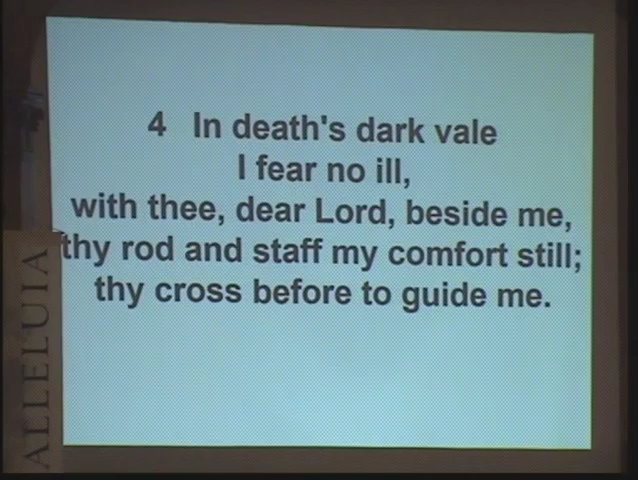 4 In death's dark vale
I fear no ill,
with thee, dear Lord, beside me,
thy rod and staff my comfort still;
thy cross before to guide me.
ALLELUIA